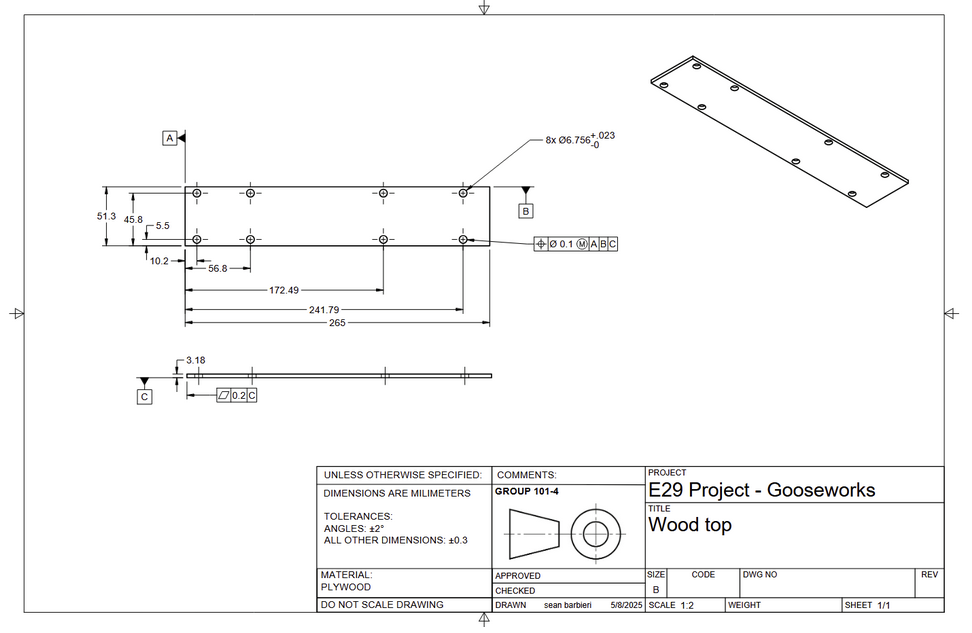 A
8x Ø6.756 +.023
-0
B
51.3
45.8
5.5
⌖ Ø 0.1 Ⓜ A B C
10.2
56.8
172.49
241.79
265
3.18
C
⏥ 0.2 C
UNLESS OTHERWISE SPECIFIED:
DIMENSIONS ARE MILIMETERS
TOLERANCES:
ANGLES: ±2°
ALL OTHER DIMENSIONS: ±0.3
MATERIAL:
PLYWOOD
DO NOT SCALE DRAWING
COMMENTS:
GROUP 101-4
APPROVED
CHECKED
DRAWN sean barbieri 5/8/2025
PROJECT
E29 Project - Gooseworks
TITLE
Wood top
SIZE CODE DWG NO REV
B
SCALE 1:2 WEIGHT SHEET 1/1